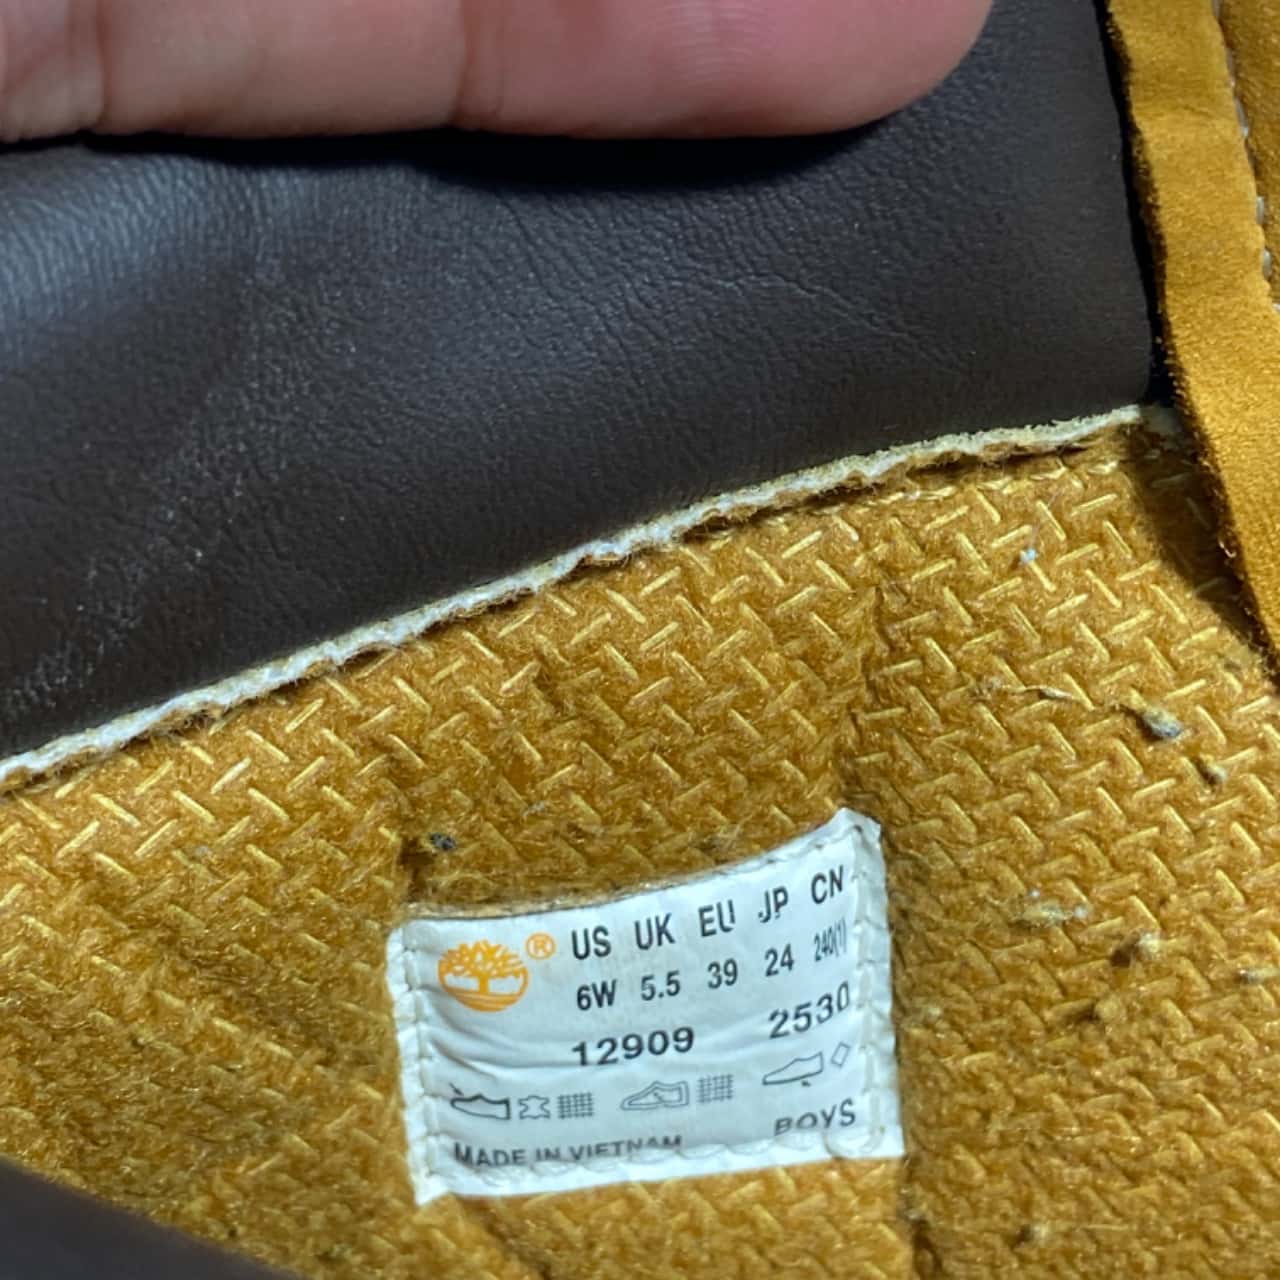 ® US UK EU JP CN
6W 5.5 39 24 240(1)
12909 2530
MADE IN VIETNAM BOYS